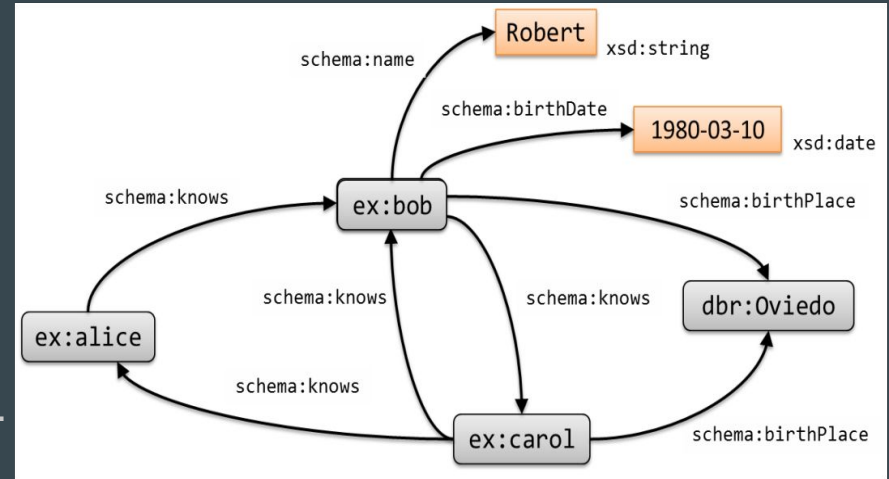 Robert
xsd:string
schema:name
schema:birthDate
1980-03-10
xsd:date
schema:knows
ex:bob
schema:birthPlace
schema:knows
schema:knows
dbr:Oviedo
ex:alice
schema:knows
ex:carol
schema:birthPlace